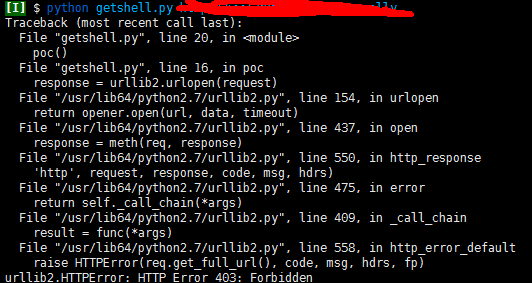 [I] $ python getshell.py
Traceback (most recent call last):
File "getshell.py", line 20, in <module>
poc()
File "getshell.py", line 16, in poc
response = urllib2.urlopen(request)
File "/usr/lib64/python2.7/urllib2.py", line 154, in urlopen
return opener.open(url, data, timeout)
File "/usr/lib64/python2.7/urllib2.py", line 437, in open
response = meth(req, response)
File "/usr/lib64/python2.7/urllib2.py", line 550, in http_response
'http', request, response, code, msg, hdrs)
File "/usr/lib64/python2.7/urllib2.py", line 475, in error
return self._call_chain(*args)
File "/usr/lib64/python2.7/urllib2.py", line 409, in _call_chain
result = func(*args)
File "/usr/lib64/python2.7/urllib2.py", line 558, in http_error_default
raise HTTPError(req.get_full_url(), code, msg, hdrs, fp)
urllib2.HTTPError: HTTP Error 403: Forbidden